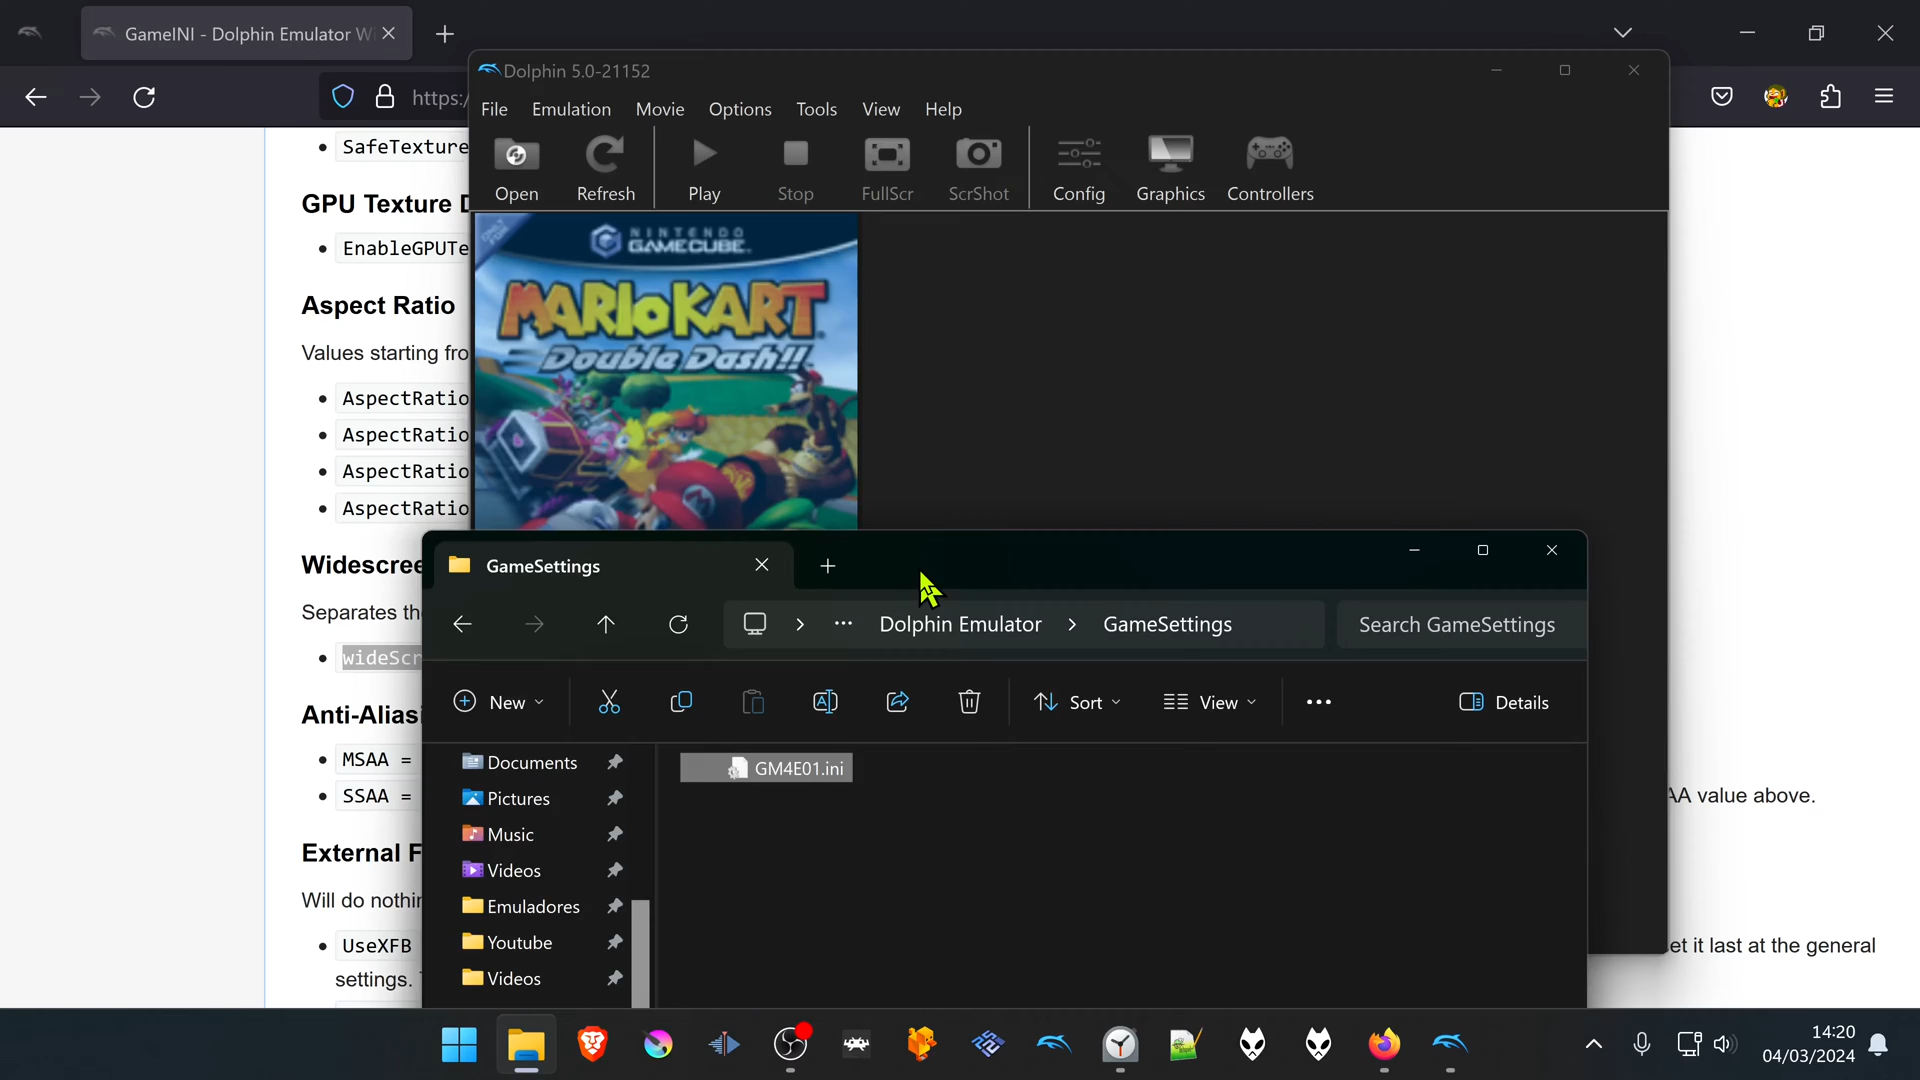 GameINI - Dolphin Emulator Wi
https:/
SafeTexture
GPU Texture D
EnableGPUTe
Aspect Ratio
Values starting fro
AspectRatio
AspectRatio
AspectRatio
AspectRatio
Widescree
Separates th
wideScr
Anti-Aliasi
MSAA =
SSAA =
AA value above.
External F
Will do nothin
UseXFB
et it last at the general
settings.
Dolphin 5.0-21152
File Emulation Movie Options Tools View Help
Open Refresh Play Stop FullScr ScrShot Config Graphics Controllers
NINTENDO
GAMECUBE
MARIOKART
Double Dash!!
GameSettings
Dolphin Emulator > GameSettings
Search GameSettings
New Sort View Details
Documents
Pictures
Music
Videos
Emuladores
Youtube
Videos
GM4E01.ini
14:20
04/03/2024